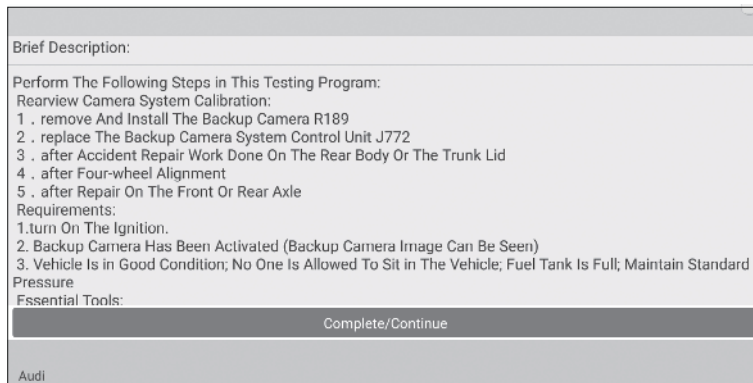 Brief Description:
Perform The Following Steps in This Testing Program:
Rearview Camera System Calibration:
1 . remove And Install The Backup Camera R189
2 . replace The Backup Camera System Control Unit J772
3 . after Accident Repair Work Done On The Rear Body Or The Trunk Lid
4 . after Four-wheel Alignment
5 . after Repair On The Front Or Rear Axle
Requirements:
1.turn On The Ignition.
2. Backup Camera Has Been Activated (Backup Camera Image Can Be Seen)
3. Vehicle Is in Good Condition; No One Is Allowed To Sit in The Vehicle; Fuel Tank Is Full; Maintain Standard
Pressure
Essential Tools:
Complete/Continue
Audi